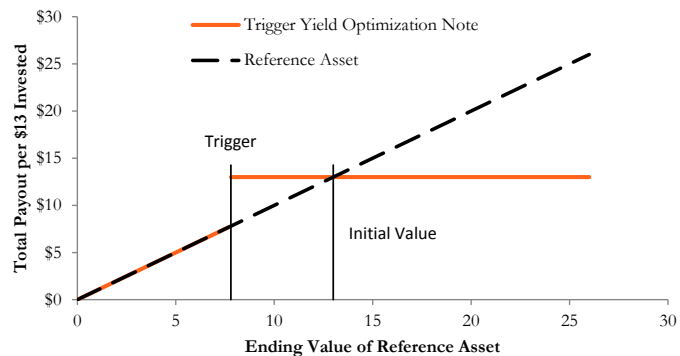 Trigger Yield Optimization Note
Reference Asset
Total Payout per $13 Invested
$30
$25
$20
$15
$10
$5
$0
Trigger
Initial Value
0 5 10 15 20 25 30
Ending Value of Reference Asset